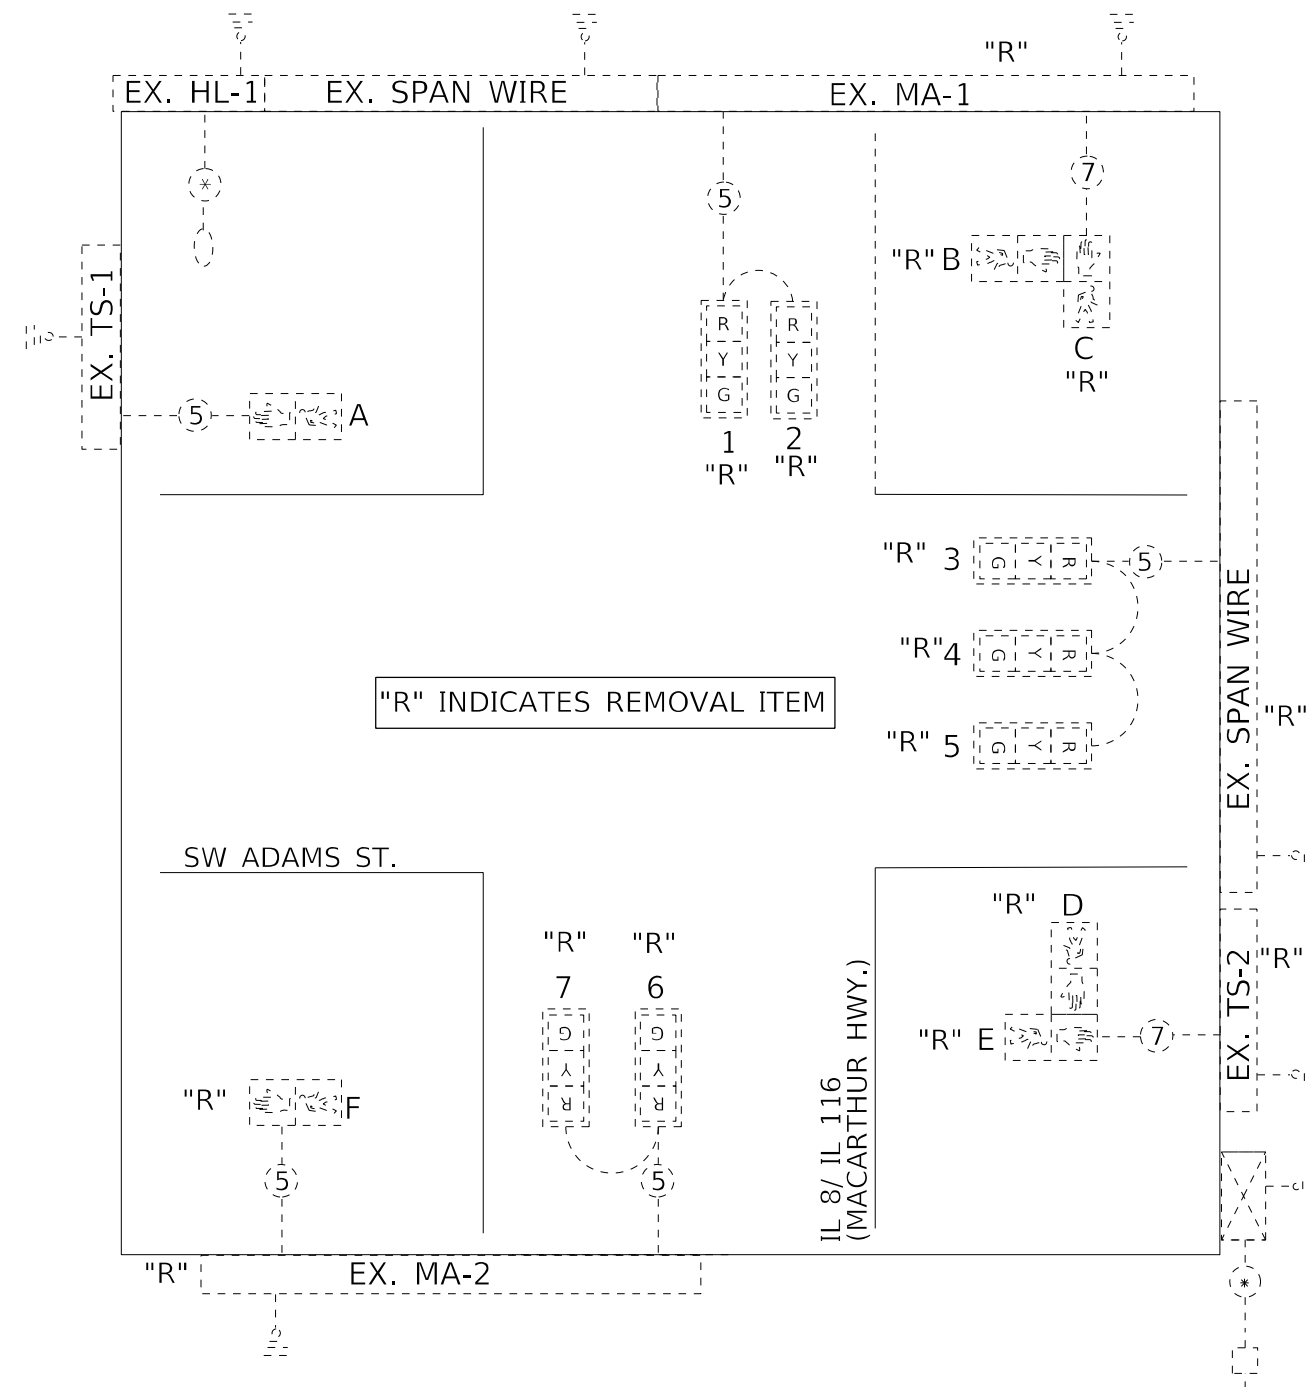 "R"
EX. HL-1
EX. SPAN WIRE
EX. MA-1
*
5
7
"R" B
C
"R"
EX. TS-1
5
A
R
Y
G
R
Y
G
1
"R"
2
"R"
"R" 3
G Y R
5
"R" 4
G Y R
"R" 5
G Y R
EX. SPAN WIRE
"R"
"R" INDICATES REMOVAL ITEM
SW ADAMS ST.
"R" D
"R" E
7
EX. TS-2
"R"
"R"
7
G
Y
R
"R"
6
G
Y
R
5
IL 8/ IL 116
(MACARTHUR HWY.)
"R"
F
5
"R"
EX. MA-2
*